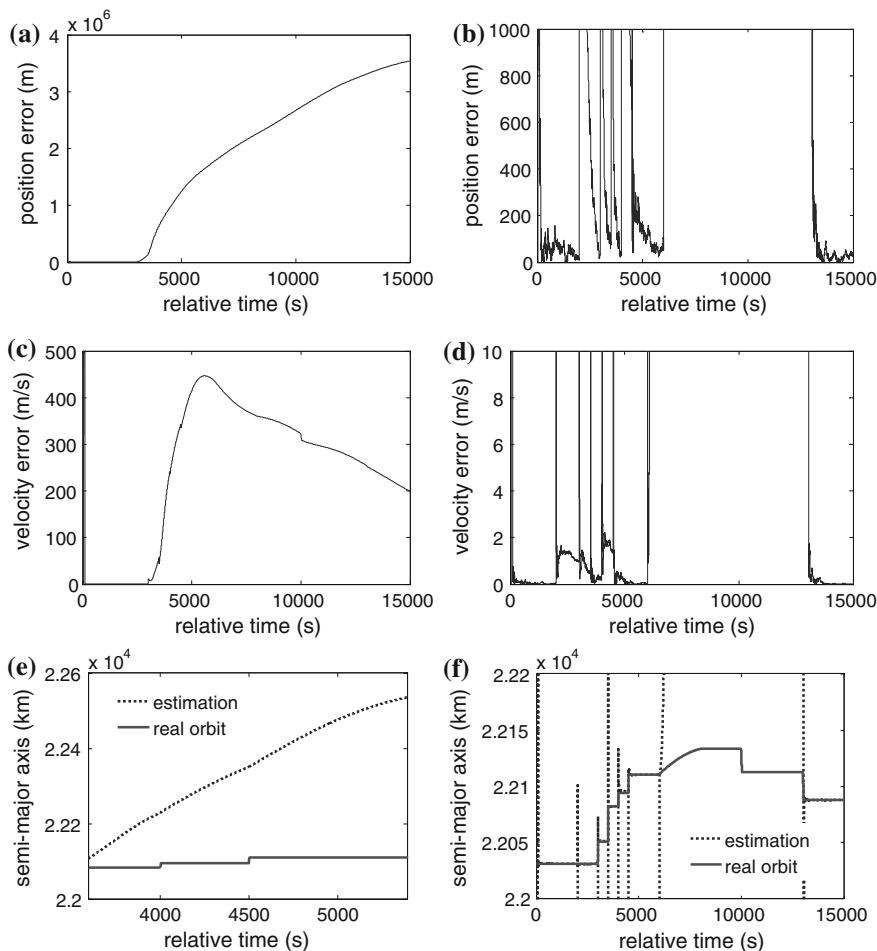 (a)
x 10^6
4
3
2
1
0
position error (m)
0 5000 10000 15000
relative time (s)
(b)
1000
800
600
400
200
0
position error (m)
0 5000 10000 15000
relative time (s)
(c)
500
400
300
200
100
0
velocity error (m/s)
0 5000 10000 15000
relative time (s)
(d)
10
8
6
4
2
0
velocity error (m/s)
0 5000 10000 15000
relative time (s)
(e)
x 10^4
2.26
2.24
2.22
2.2
semi-major axis (km)
estimation
real orbit
4000 4500 5000
relative time (s)
(f)
x 10^4
2.22
2.215
2.21
2.205
2.2
semi-major axis (km)
estimation
real orbit
0 5000 10000 15000
relative time (s)